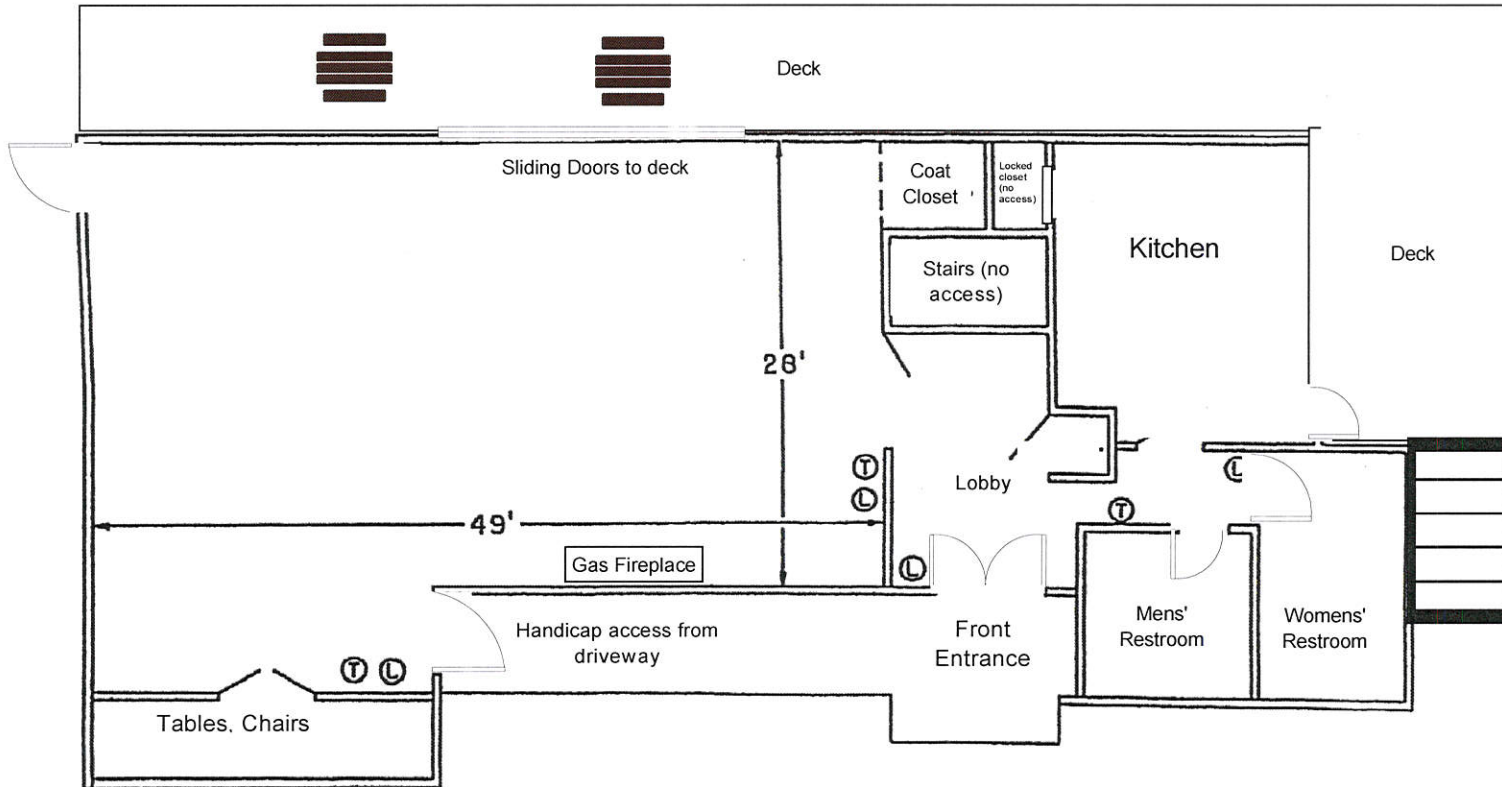 Deck
Sliding Doors to deck
Coat
Closet
Locked
closet
(no
access)
Kitchen
Deck
Stairs (no
access)
28'
T
L
Lobby
L
T
49'
Gas Fireplace
L
Handicap access from
driveway
Front
Entrance
Mens'
Restroom
Womens'
Restroom
T L
Tables, Chairs